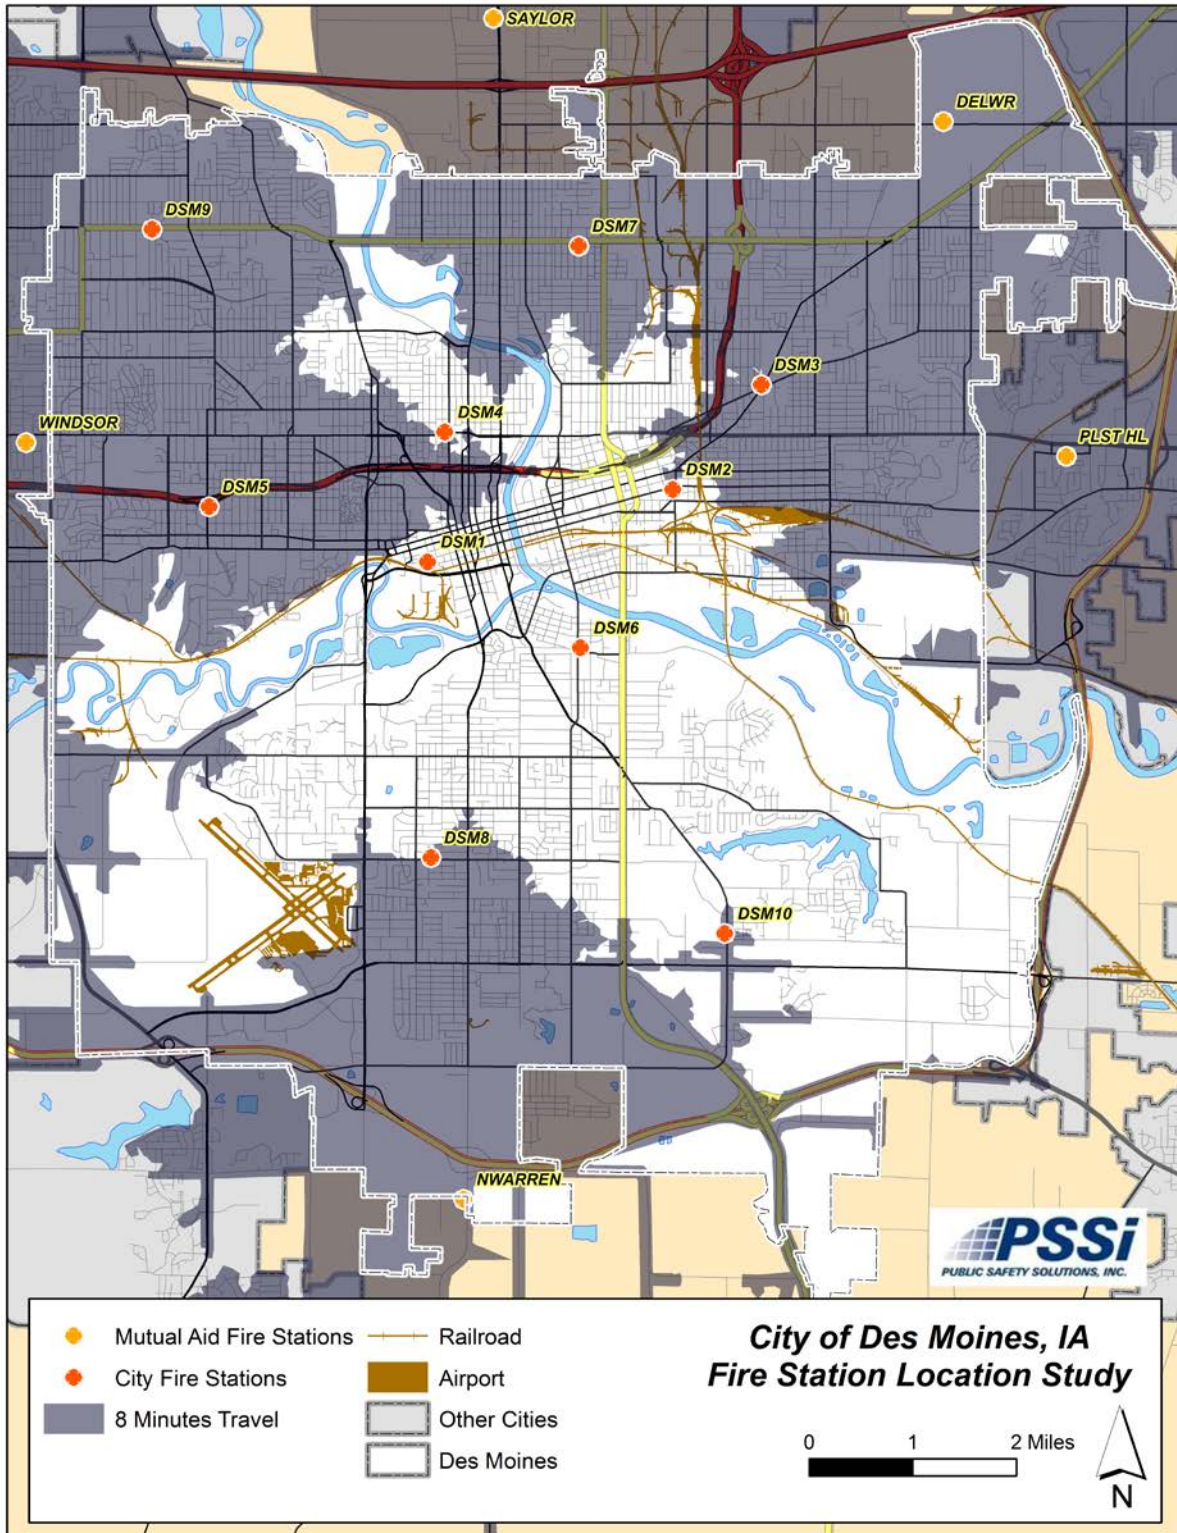 SAYLOR
DELWR
DSM9
DSM7
DSM3
DSM4
WINDSOR
PLST HL
DSM2
DSM5
DSM1
DSM6
DSM8
DSM10
NWARREN
PSSi
PUBLIC SAFETY SOLUTIONS, INC.
Mutual Aid Fire Stations
City Fire Stations
8 Minutes Travel
Railroad
Airport
Other Cities
Des Moines
City of Des Moines, IA
Fire Station Location Study
0 1 2 Miles
N